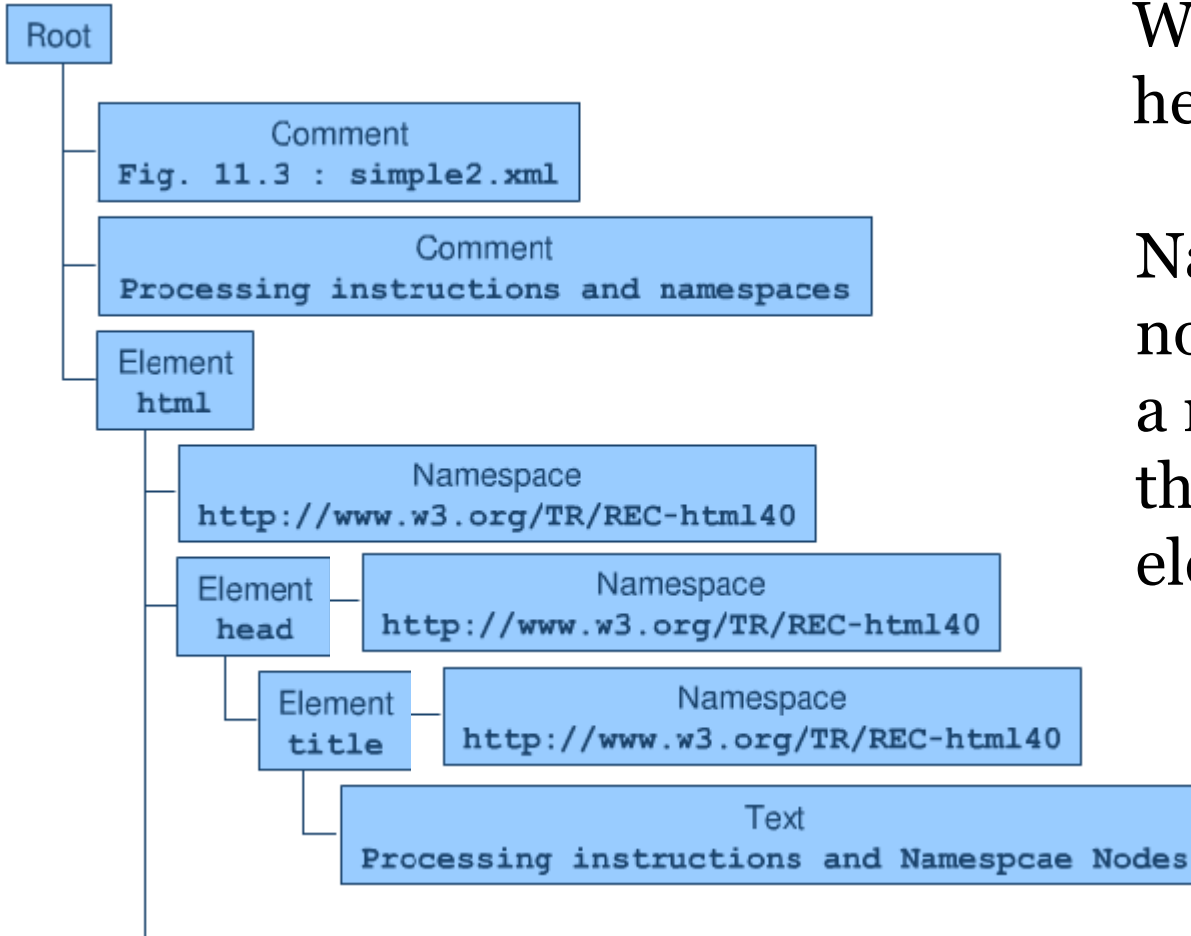 Root
Comment
Fig. 11.3 : simple2.xml
Comment
Processing instructions and namespaces
Element
html
Namespace
http://www.w3.org/TR/REC-html40
Element
head
Namespace
http://www.w3.org/TR/REC-html40
Element
title
Namespace
http://www.w3.org/TR/REC-html40
Text
Processing instructions and Namespcae Nodes
a